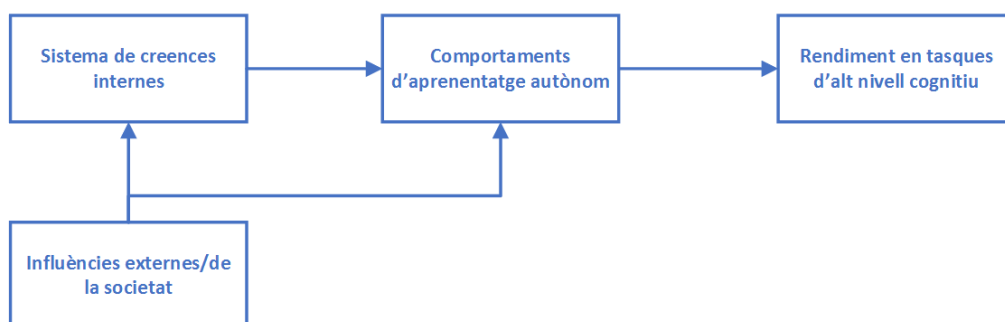 Sistema de creences
internes
Comportaments
d’aprenentatge autònom
Rendiment en tasques
d’alt nivell cognitiu
Influències externes/de
la societat